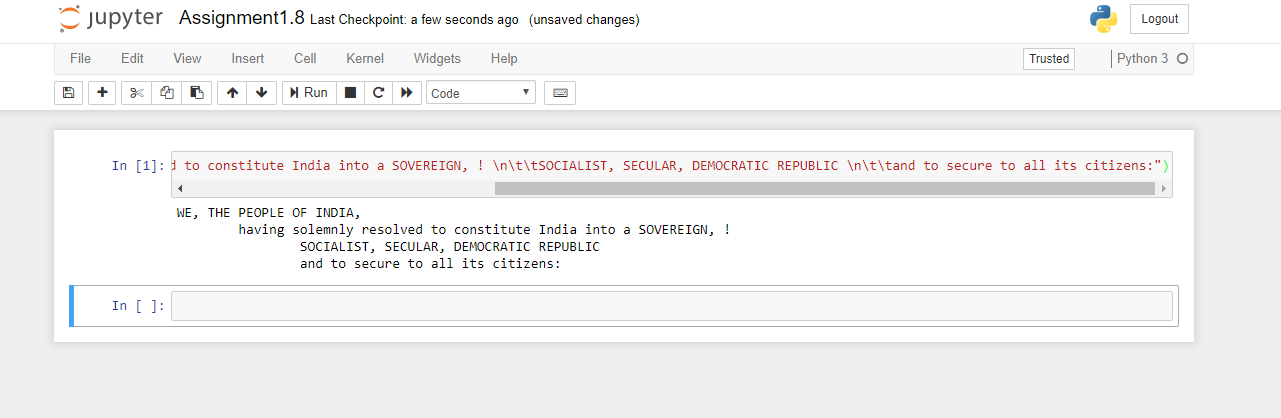 jupyter Assignment1.8 Last Checkpoint: a few seconds ago (unsaved changes) Logout
File Edit View Insert Cell Kernel Widgets Help Trusted Python 3
Run Code
In [1]: d to constitute India into a SOVEREIGN, ! \n\t\tSOCIALIST, SECULAR, DEMOCRATIC REPUBLIC \n\t\tand to secure to all its citizens:")
WE, THE PEOPLE OF INDIA,
having solemnly resolved to constitute India into a SOVEREIGN, !
SOCIALIST, SECULAR, DEMOCRATIC REPUBLIC
and to secure to all its citizens:
In [ ]: